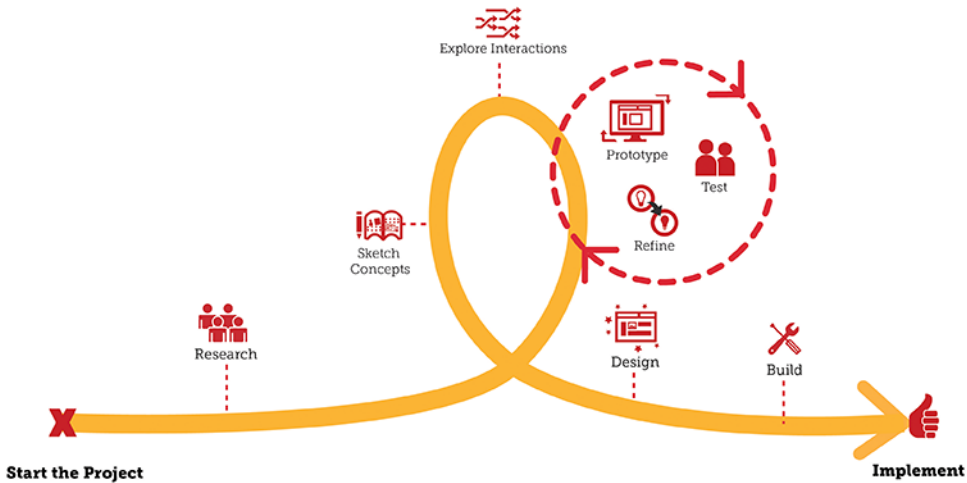 Explore Interactions
Prototype
Test
Refine
Sketch
Concepts
Research
Design
Build
Start the Project
Implement